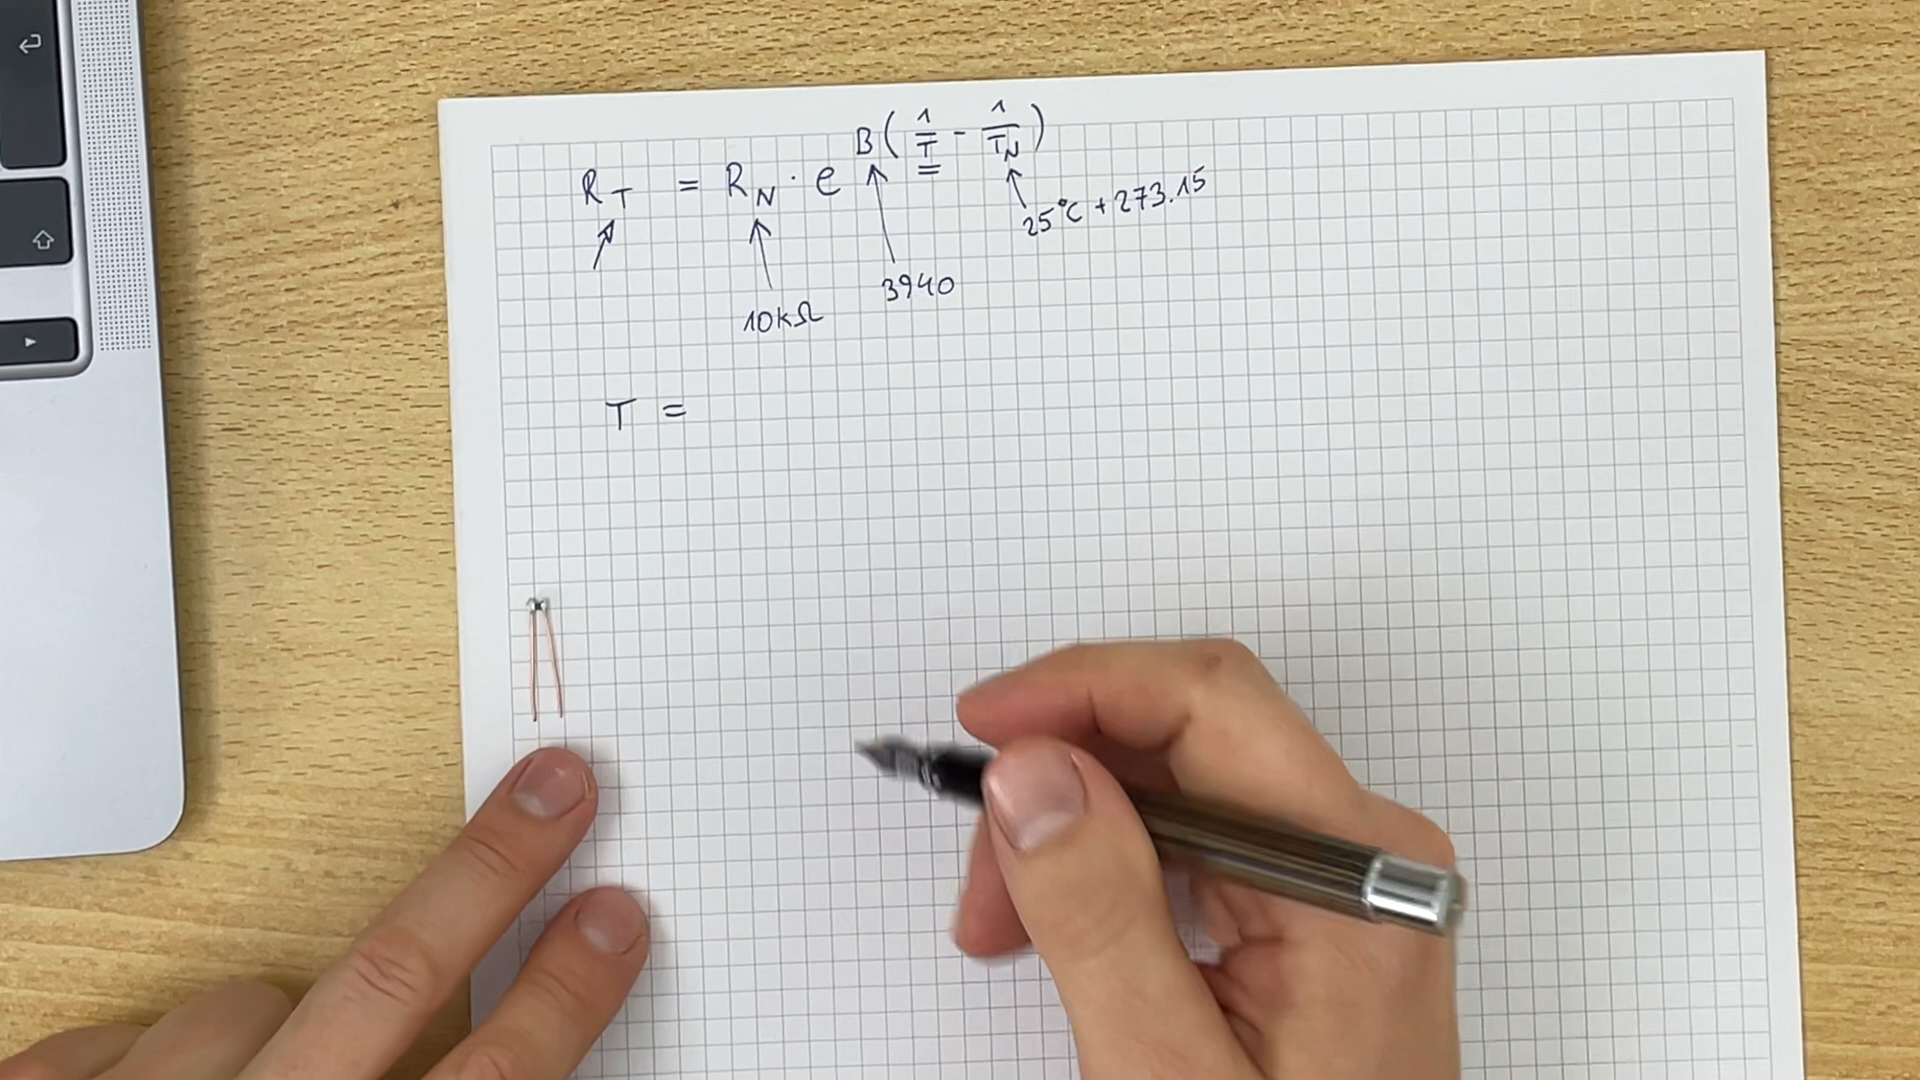 R_T = R_N · e^B(1/T - 1/T_N)
25°C + 273.15
3940
10kΩ
T =